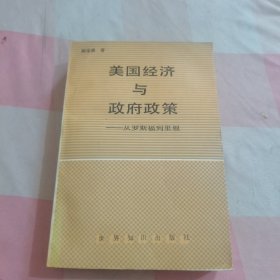 美国经济
与
政府政策
——从罗斯福到里根
世界知识出版社